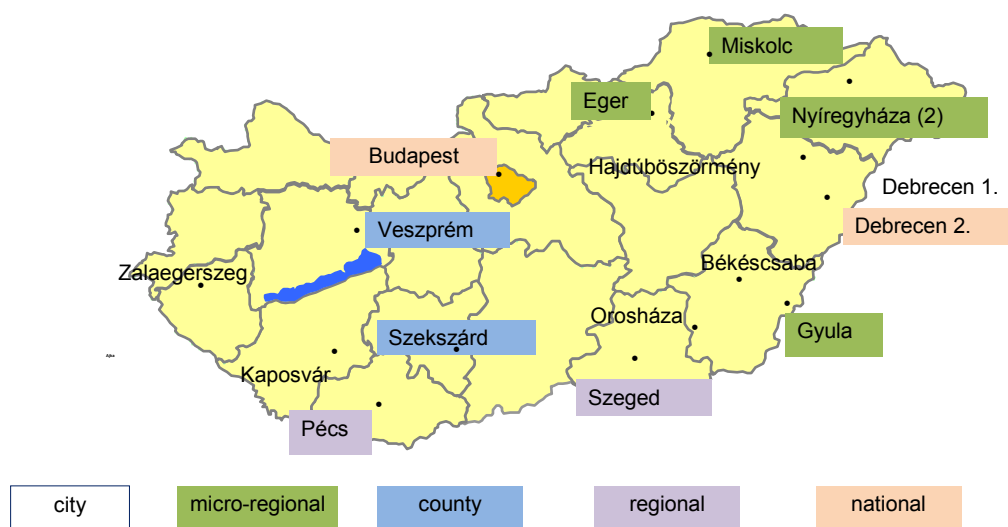 Miskolc
Eger
Nyíregyháza (2)
Budapest
Hajdúböszörmény
Debrecen 1.
Debrecen 2.
Veszprém
Zalaegerszeg
Békéscsaba
Orosháza
Gyula
Szekszárd
Ajka
Kaposvár
Szeged
Pécs
city
micro-regional
county
regional
national